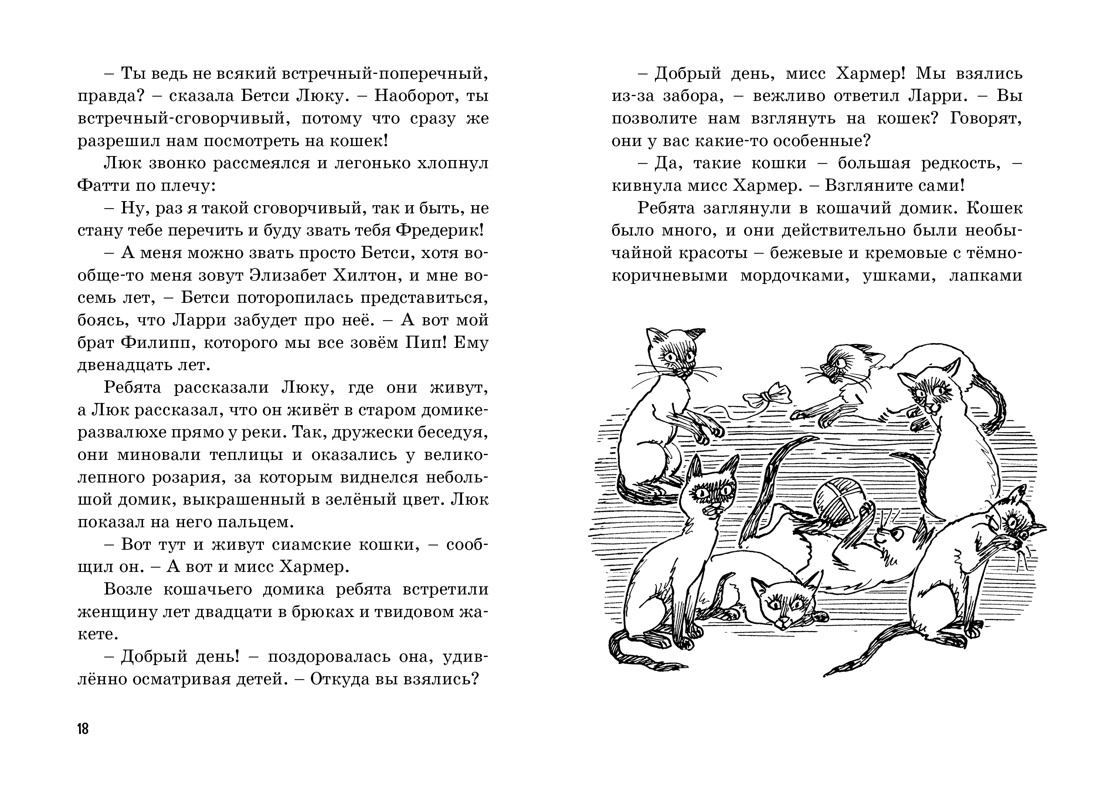 – Ты ведь не всякий встречный-поперечный,
правда? – сказала Бетси Люку. – Наоборот, ты
встречный-сговорчивый, потому что сразу же
разрешил нам посмотреть на кошек!
Люк звонко рассмеялся и легонько хлопнул
Фатти по плечу:
– Ну, раз я такой сговорчивый, так и быть, не
стану тебе перечить и буду звать тебя Фредерик!
– А меня можно звать просто Бетси, хотя во-
обще-то меня зовут Элизабет Хилтон, и мне во-
семь лет, – Бетси поторопилась представиться,
боясь, что Ларри забудет про неё. – А вот мой
брат Филипп, которого мы все зовём Пип! Ему
двенадцать лет.
Ребята рассказали Люку, где они живут,
а Люк рассказал, что он живёт в старом домике-
развалюхе прямо у реки. Так, дружески беседуя,
они миновали теплицы и оказались у велико-
лепного розария, за которым виднелся неболь-
шой домик, выкрашенный в зелёный цвет. Люк
показал на него пальцем.
– Вот тут и живут сиамские кошки, – сооб-
щил он. – А вот и мисс Хармер.
Возле кошачьего домика ребята встретили
женщину лет двадцати в брюках и твидовом жа-
кете.
– Добрый день! – поздоровалась она, удив-
лённо осматривая детей. – Откуда вы взялись?
18
– Добрый день, мисс Хармер! Мы взялись
из-за забора, – вежливо ответил Ларри. – Вы
позволите нам взглянуть на кошек? Говорят,
они у вас какие-то особенные?
– Да, такие кошки – большая редкость, –
кивнула мисс Хармер. – Взгляните сами!
Ребята заглянули в кошачий домик. Кошек
было много, и они действительно были необы-
чайной красоты – бежевые и кремовые с тёмно-
коричневыми мордочками, ушками, лапками